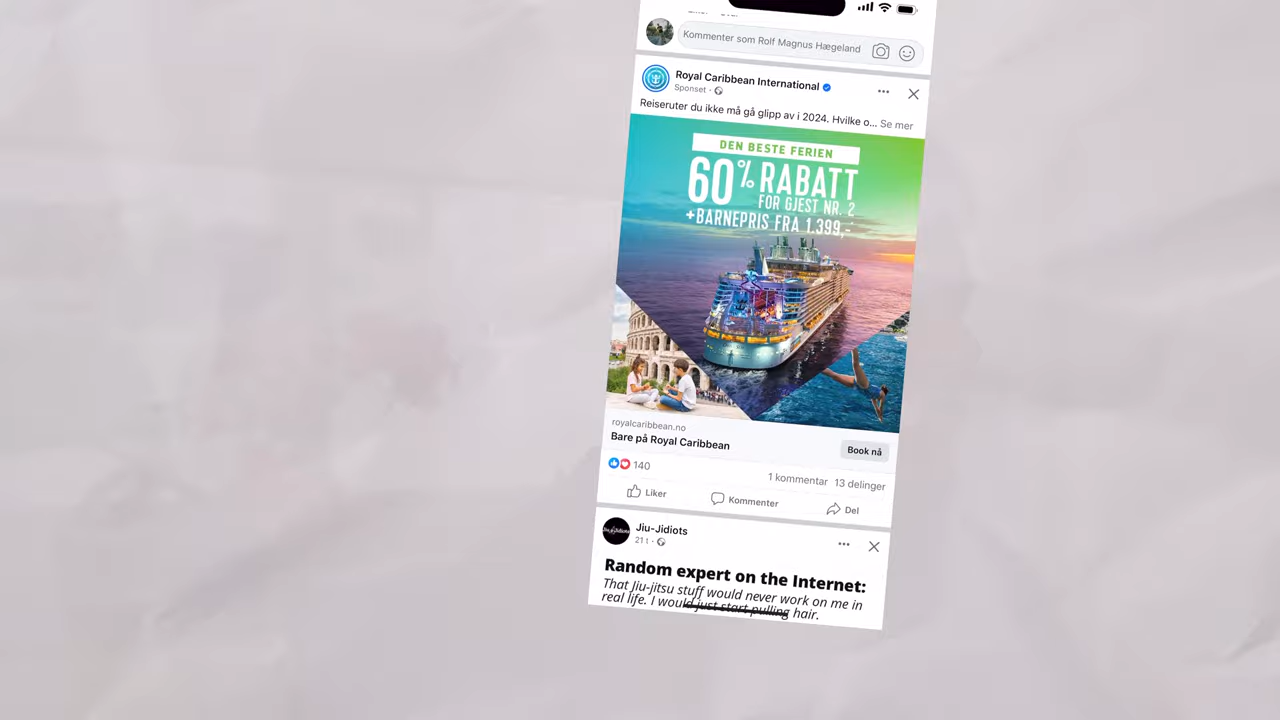 Kommenter som Rolf Magnus Hægeland
Royal Caribbean International
Sponset ·
Reiseruter du ikke må gå glipp av i 2024. Hvilke o... Se mer
DEN BESTE FERIEN
60% RABATT
FOR GJEST NR. 2
+BARNEPRIS FRA 1.399,-
royalcaribbean.no
Bare på Royal Caribbean
Book nå
140
1 kommentar 13 delinger
Liker
Kommenter
Del
Jiu-Jidiots
21 t ·
Random expert on the Internet:
That Jiu-jitsu stuff would never work on me in
real life. I would just start pulling hair.